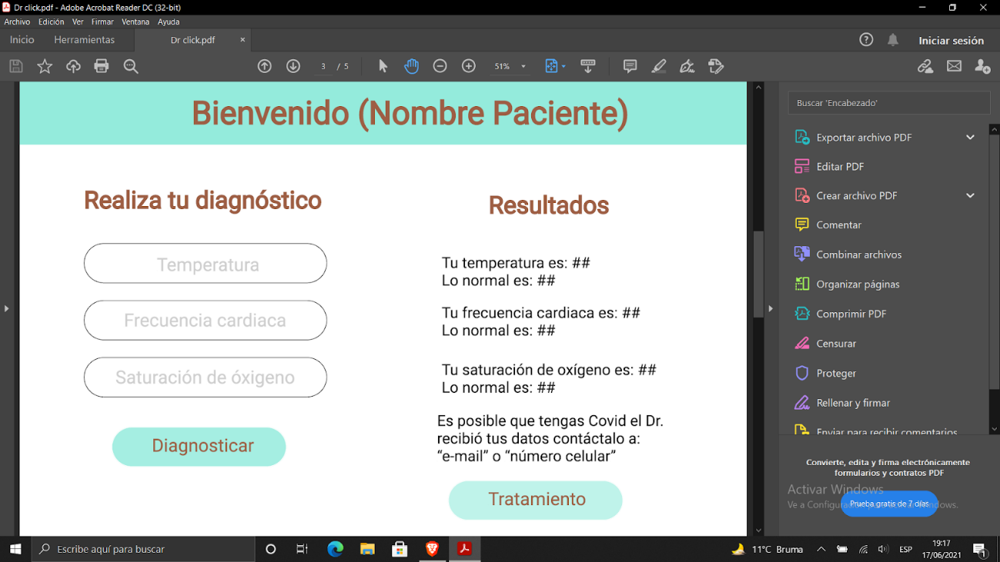 Dr click.pdf - Adobe Acrobat Reader DC (32-bit)
Archivo Edición Ver Firmar Ventana Ayuda
Inicio Herramientas Dr click.pdf × Iniciar sesión
3 / 5 51%
Bienvenido (Nombre Paciente)
Realiza tu diagnóstico
Temperatura
Frecuencia cardiaca
Saturación de óxigeno
Diagnosticar
Resultados
Tu temperatura es: ##
Lo normal es: ##
Tu frecuencia cardiaca es: ##
Lo normal es: ##
Tu saturación de oxígeno es: ##
Lo normal es: ##
Es posible que tengas Covid el Dr.
recibió tus datos contáctalo a:
“e-mail” o “número celular”
Tratamiento
Buscar 'Encabezado'
Exportar archivo PDF
Editar PDF
Crear archivo PDF
Comentar
Combinar archivos
Organizar páginas
Comprimir PDF
Censurar
Proteger
Rellenar y firmar
Enviar para recibir comentarios
Convierte, edita y firma electrónicamente
formularios y contratos PDF
Activar Windows
Prueba gratis de 7 días
Escribe aquí para buscar
11°C Bruma
ESP
19:17
17/06/2021
1